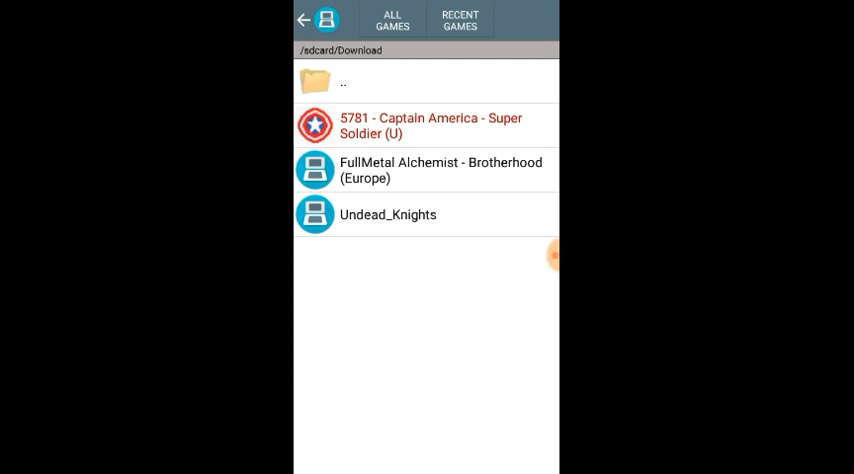 ALL
GAMES
RECENT
GAMES
/sdcard/Download
..
5781 - Captain America - Super
Soldier (U)
FullMetal Alchemist - Brotherhood
(Europe)
Undead_Knights